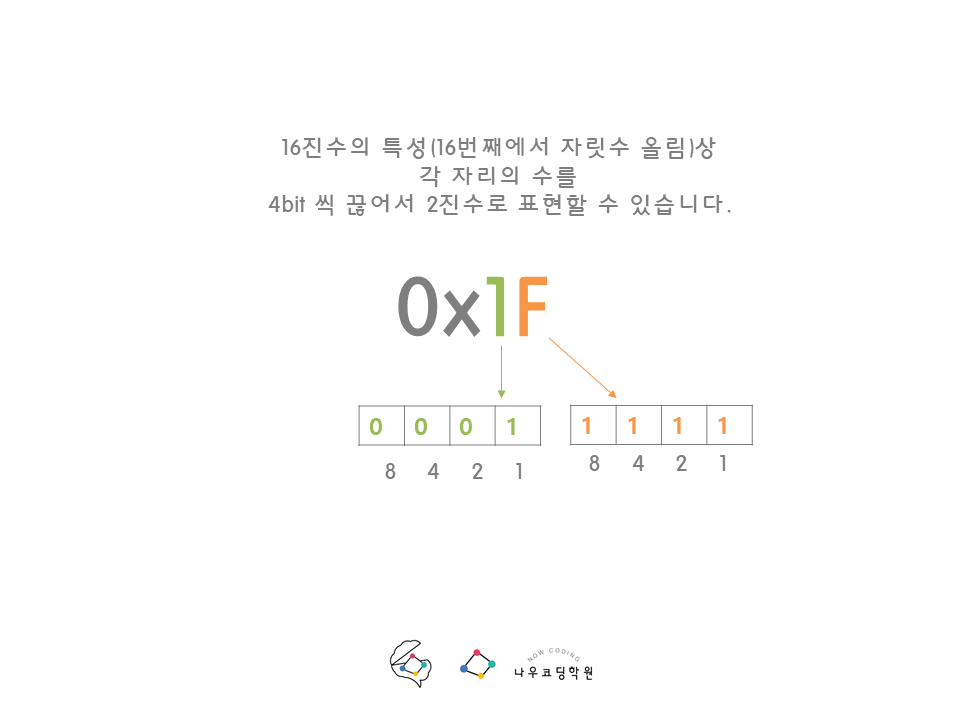 16진수의 특성(16번째에서 자릿수 올림)상
각 자리의 수를
4bit 씩 끊어서 2진수로 표현할 수 있습니다.
0x1F
0 0 0 1 1 1 1 1
8 4 2 1 8 4 2 1
NOW CODING
나우코딩학원